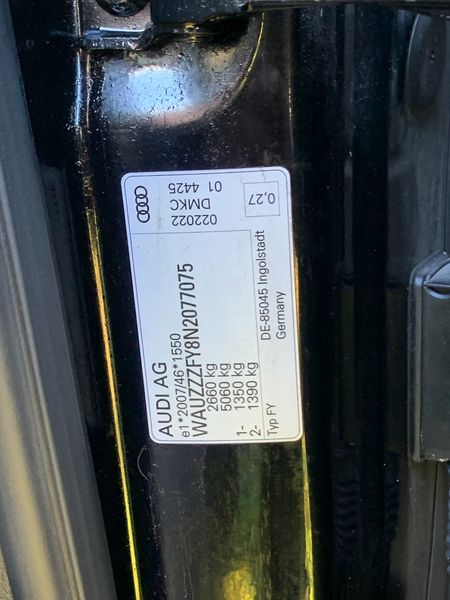 AUDI AG
e1*2007/46*1550
WAUZZZFY8N2077075
2660 kg
5060 kg
1- 1350 kg
2- 1390 kg
Typ FY
022022
DMKC
01 4425
0,27
DE-85045 Ingolstadt
Germany